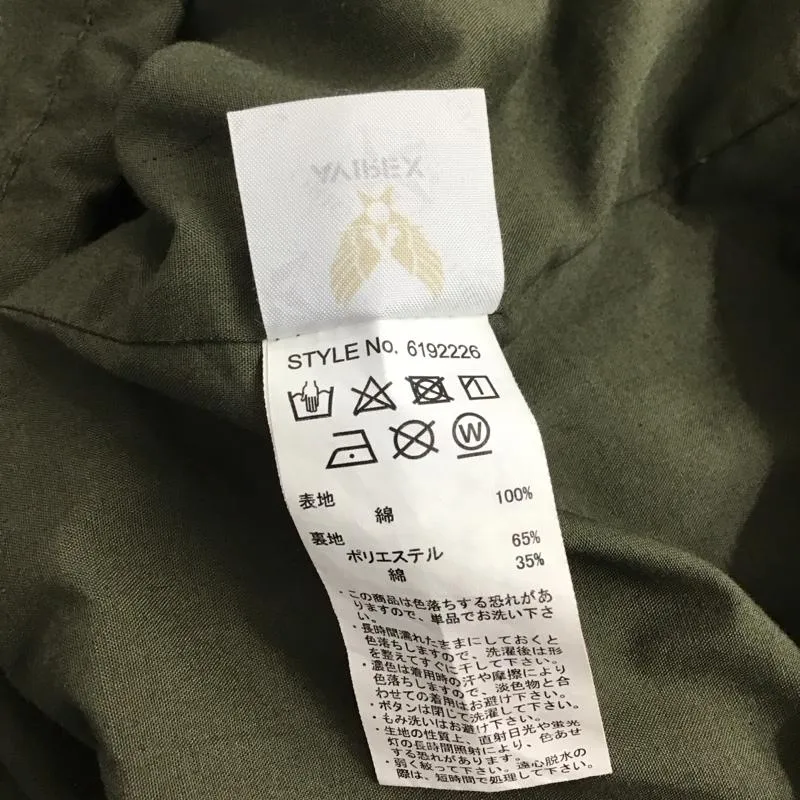 AVIREX
STYLE No. 6192226
W
表地 100%
綿
裏地 65%
ポリエステル 35%
綿
・この商品は色落ちする恐れがあ
りますので、単品でお洗い下さ
い。
・長時間濡れたままにしておくと
色落ちしますので、洗濯後は形
を整えてすぐに干して下さい。
・濃色は着用時の汗や摩擦により
色落ちしますので、淡色物と合
わせての着用はお避け下さい。
・ボタンは閉じて洗濯して下さい。
・もみ洗いはお避け下さい。
・生地の性質上、直射日光や蛍光
灯の長時間照射により、色あせ
する恐れがあります。
・弱く絞って下さい。遠心脱水の
際は、短時間で処理して下さい。